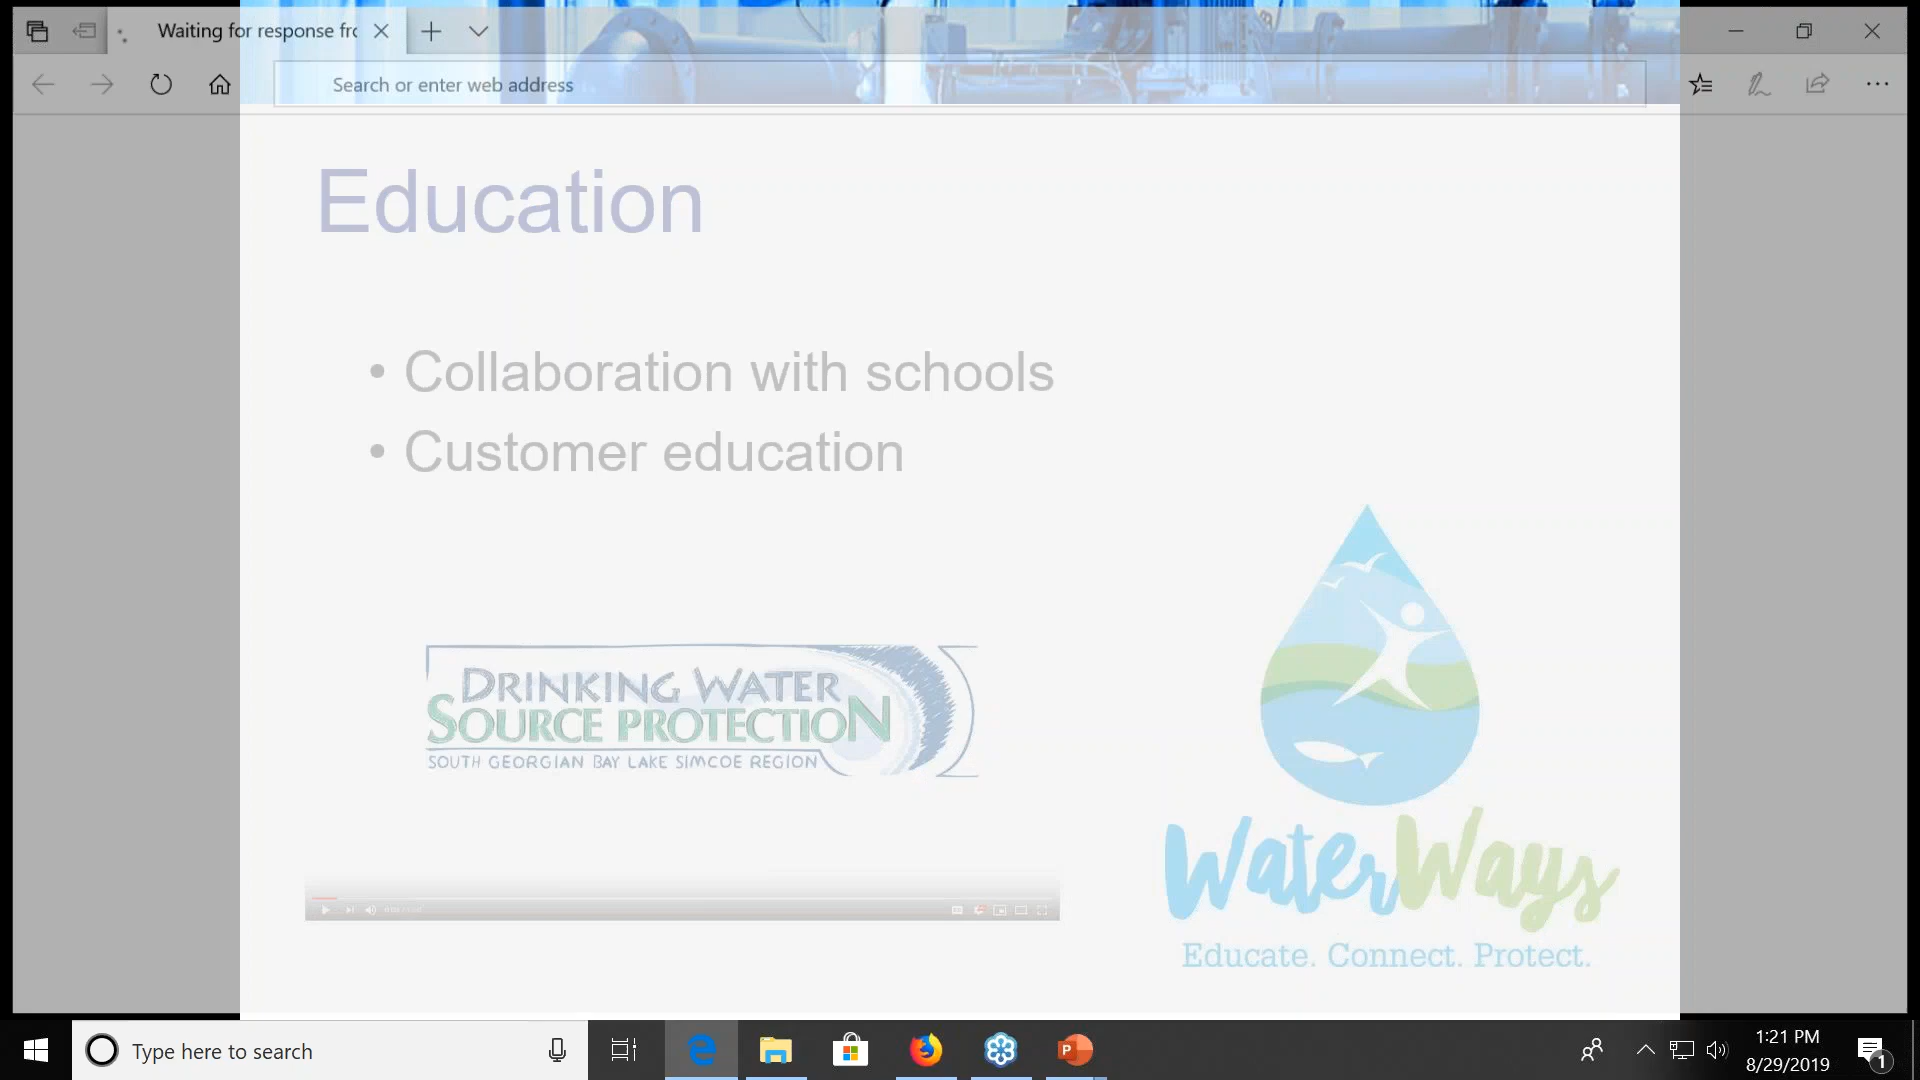 Waiting for response fr
Search or enter web address
Education
• Collaboration with schools
• Customer education
DRINKING WATER
SOURCE PROTECTION
SOUTH GEORGIAN BAY LAKE SIMCOE REGION
WaterWays
Educate. Connect. Protect.
Type here to search
1:21 PM
8/29/2019
1